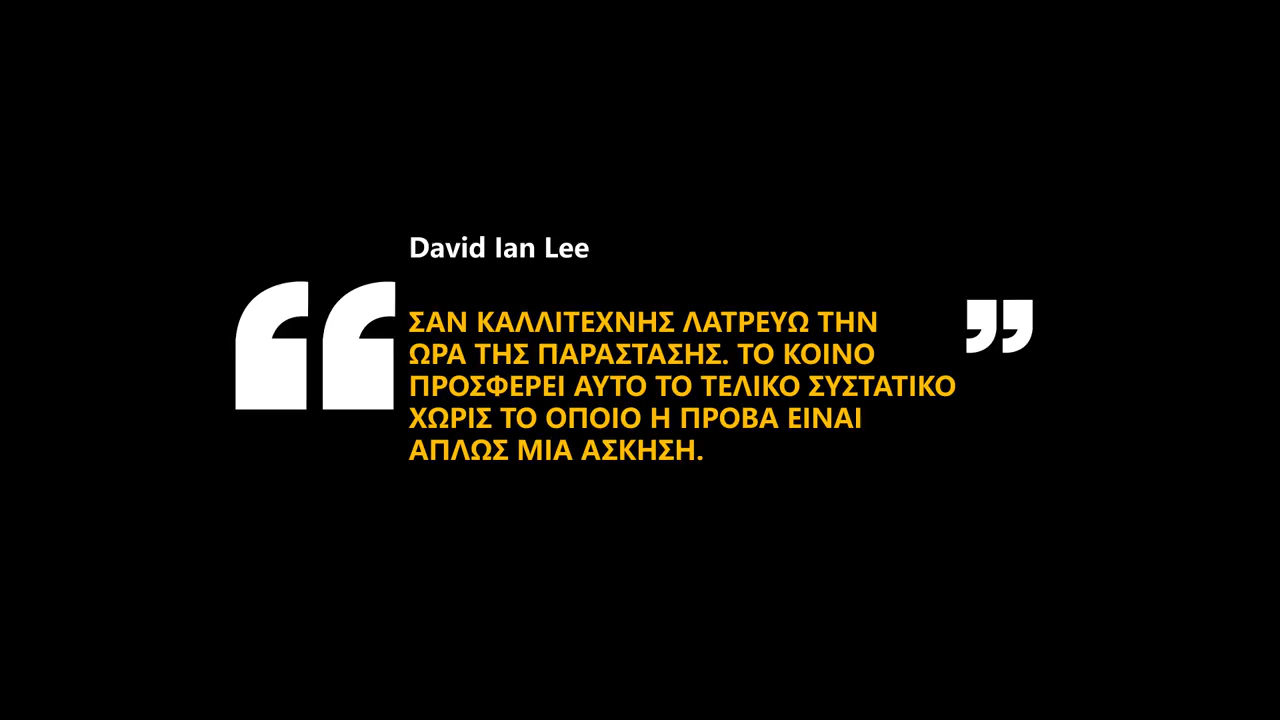 David Ian Lee
“
ΣΑΝ ΚΑΛΛΙΤΕΧΝΗΣ ΛΑΤΡΕΥΩ ΤΗΝ
ΩΡΑ ΤΗΣ ΠΑΡΑΣΤΑΣΗΣ. ΤΟ ΚΟΙΝΟ
ΠΡΟΣΦΕΡΕΙ ΑΥΤΟ ΤΟ ΤΕΛΙΚΟ ΣΥΣΤΑΤΙΚΟ
ΧΩΡΙΣ ΤΟ ΟΠΟΙΟ Η ΠΡΟΒΑ ΕΙΝΑΙ
ΑΠΛΩΣ ΜΙΑ ΑΣΚΗΣΗ.
”